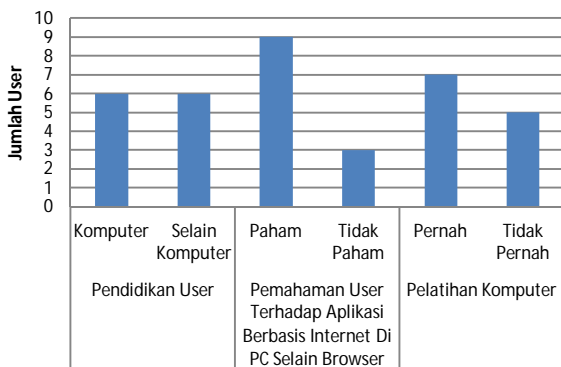 Jumlah User
10
9
8
7
6
5
4
3
2
1
0
Komputer
Selain
Komputer
Paham
Tidak
Paham
Pernah
Tidak
Pernah
Pendidikan User
Pemahaman User
Terhadap Aplikasi
Berbasis Internet Di
PC Selain Browser
Pelatihan Komputer